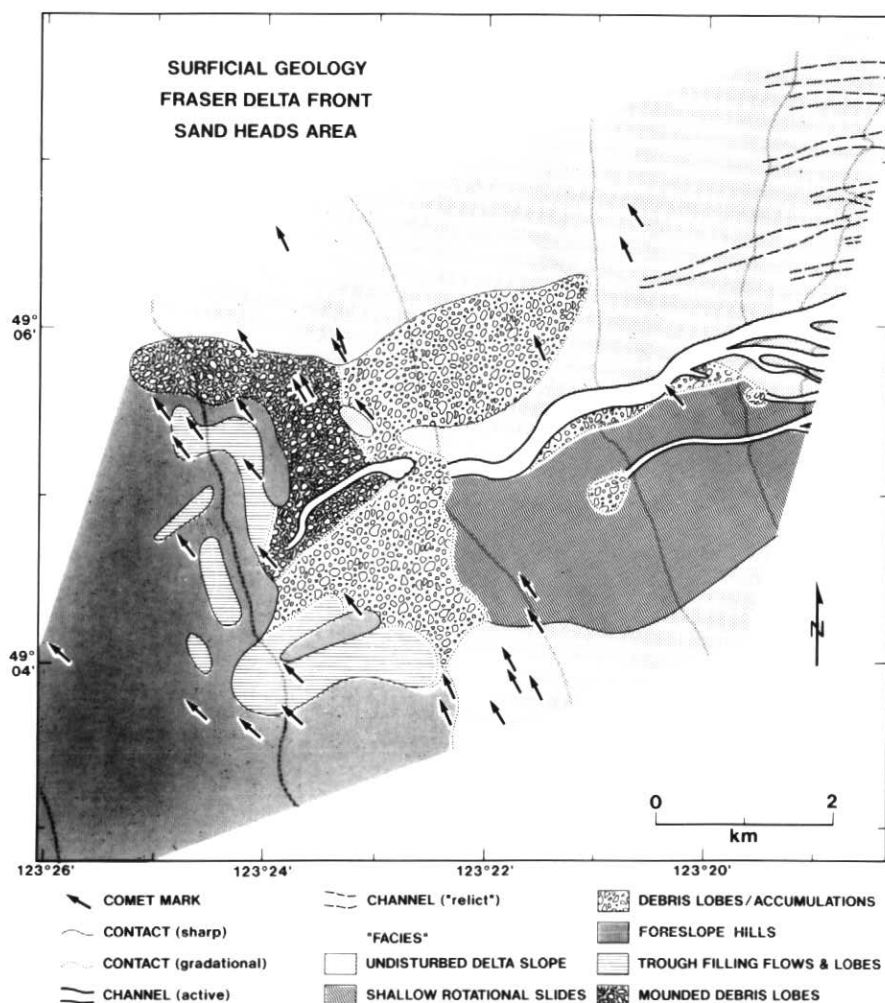 SURFICIAL GEOLOGY
FRASER DELTA FRONT
SAND HEADS AREA
49°
06'
49°
04'
N
0 2
km
123°26' 123°24' 123°22' 123°20'
COMET MARK
CONTACT (sharp)
CONTACT (gradational)
CHANNEL (active)
CHANNEL ("relict")
"FACIES"
UNDISTURBED DELTA SLOPE
SHALLOW ROTATIONAL SLIDES
DEBRIS LOBES/ACCUMULATIONS
FORESLOPE HILLS
TROUGH FILLING FLOWS & LOBES
MOUNDED DEBRIS LOBES